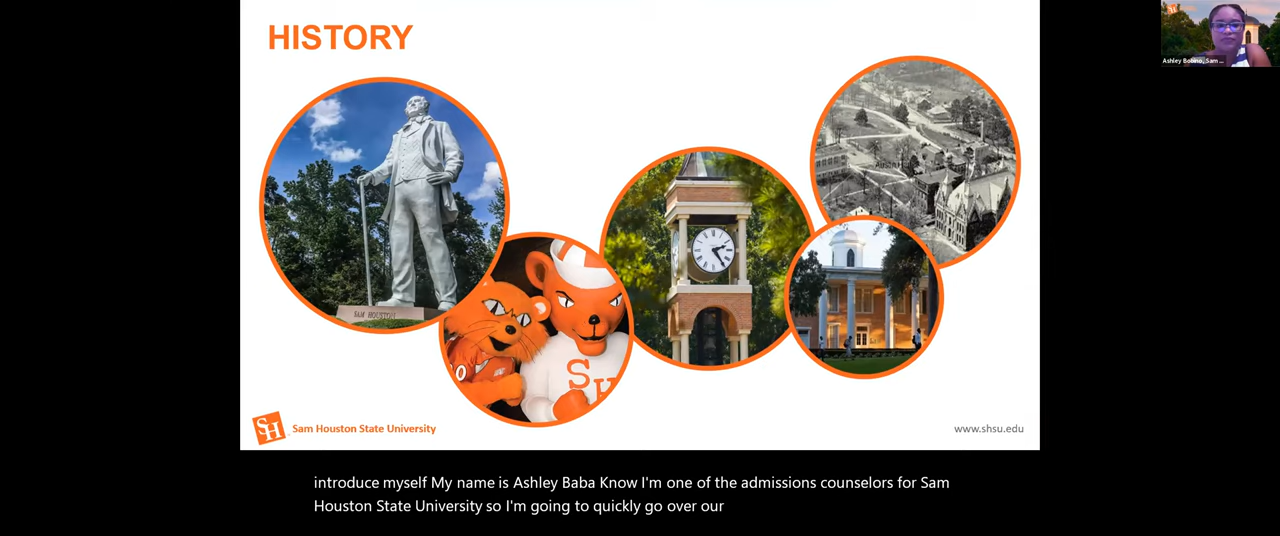 HISTORY
Ashley Bobino, Sam ...
SAM HOUSTON
SH
SH
Sam Houston State University
www.shsu.edu
introduce myself My name is Ashley Baba Know I'm one of the admissions counselors for Sam
Houston State University so I'm going to quickly go over our